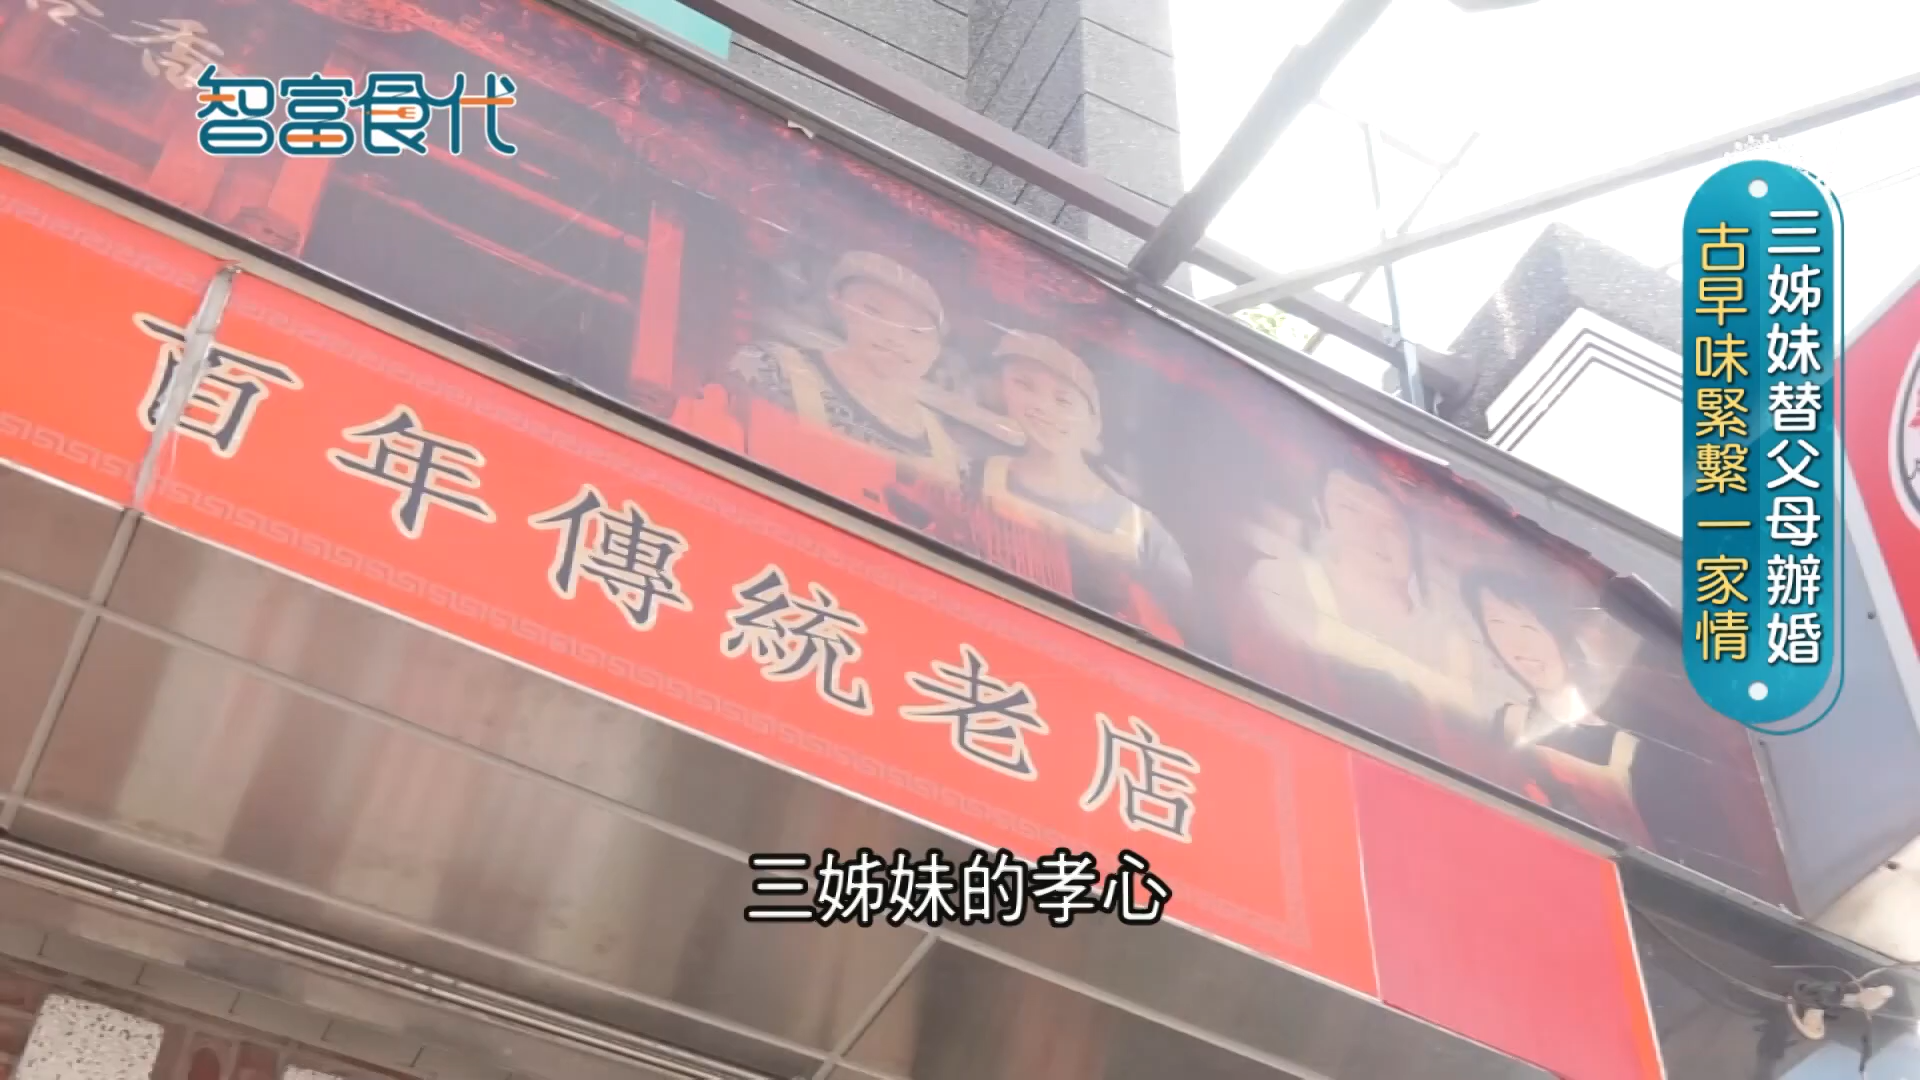 智富食代
三姊妹替父母辦婚
古早味緊繫一家情
百年傳統老店
三姊妹的孝心